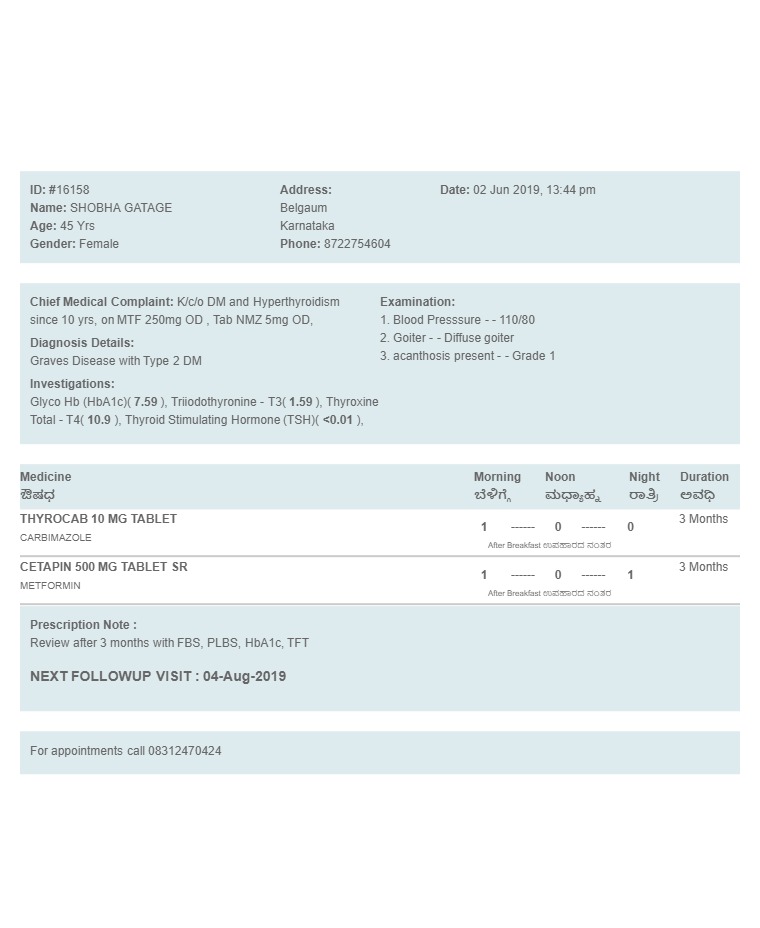 ID: #16158
Name: SHOBHA GATAGE
Age: 45 Yrs
Gender: Female
Address:
Belgaum
Karnataka
Phone: 8722754604
Date: 02 Jun 2019, 13:44 pm
Chief Medical Complaint: K/c/o DM and Hyperthyroidism
since 10 yrs, on MTF 250mg OD , Tab NMZ 5mg OD,
Diagnosis Details:
Graves Disease with Type 2 DM
Investigations:
Glyco Hb (HbA1c)( 7.59 ), Triiodothyronine - T3( 1.59 ), Thyroxine
Total - T4( 10.9 ), Thyroid Stimulating Hormone (TSH)( <0.01 ),
Examination:
1. Blood Presssure - - 110/80
2. Goiter - - Diffuse goiter
3. acanthosis present - - Grade 1
Medicine Morning Noon Night Duration
ಔಷಧ ಬೆಳಿಗ್ಗೆ ಮಧ್ಯಾಹ್ನ ರಾತ್ರಿ ಅವಧಿ
THYROCAB 10 MG TABLET 1 ------ 0 ------ 0 3 Months
CARBIMAZOLE
After Breakfast ಉಪಹಾರದ ನಂತರ
CETAPIN 500 MG TABLET SR 1 ------ 0 ------ 1 3 Months
METFORMIN
After Breakfast ಉಪಹಾರದ ನಂತರ
Prescription Note :
Review after 3 months with FBS, PLBS, HbA1c, TFT
NEXT FOLLOWUP VISIT : 04-Aug-2019
For appointments call 08312470424